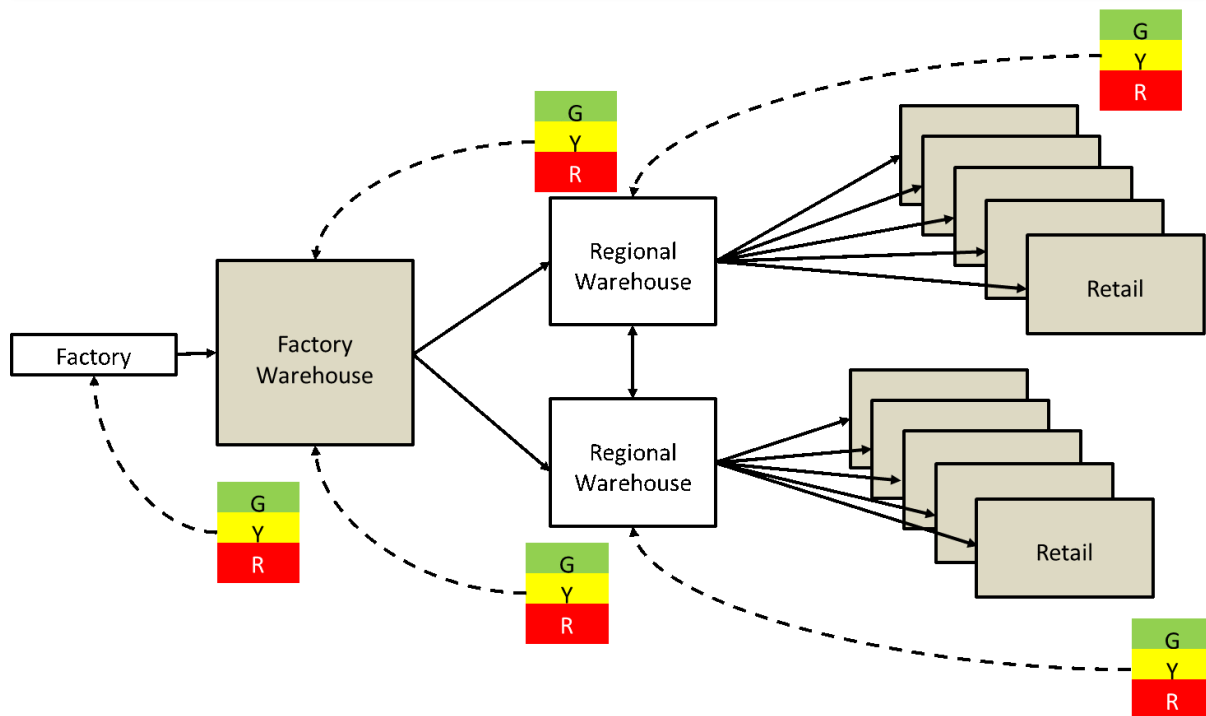 G
Y
R
G
Y
R
Regional
Warehouse
Retail
Factory
Factory
Warehouse
Regional
Warehouse
G
Y
R
G
Y
R
Retail
G
Y
R